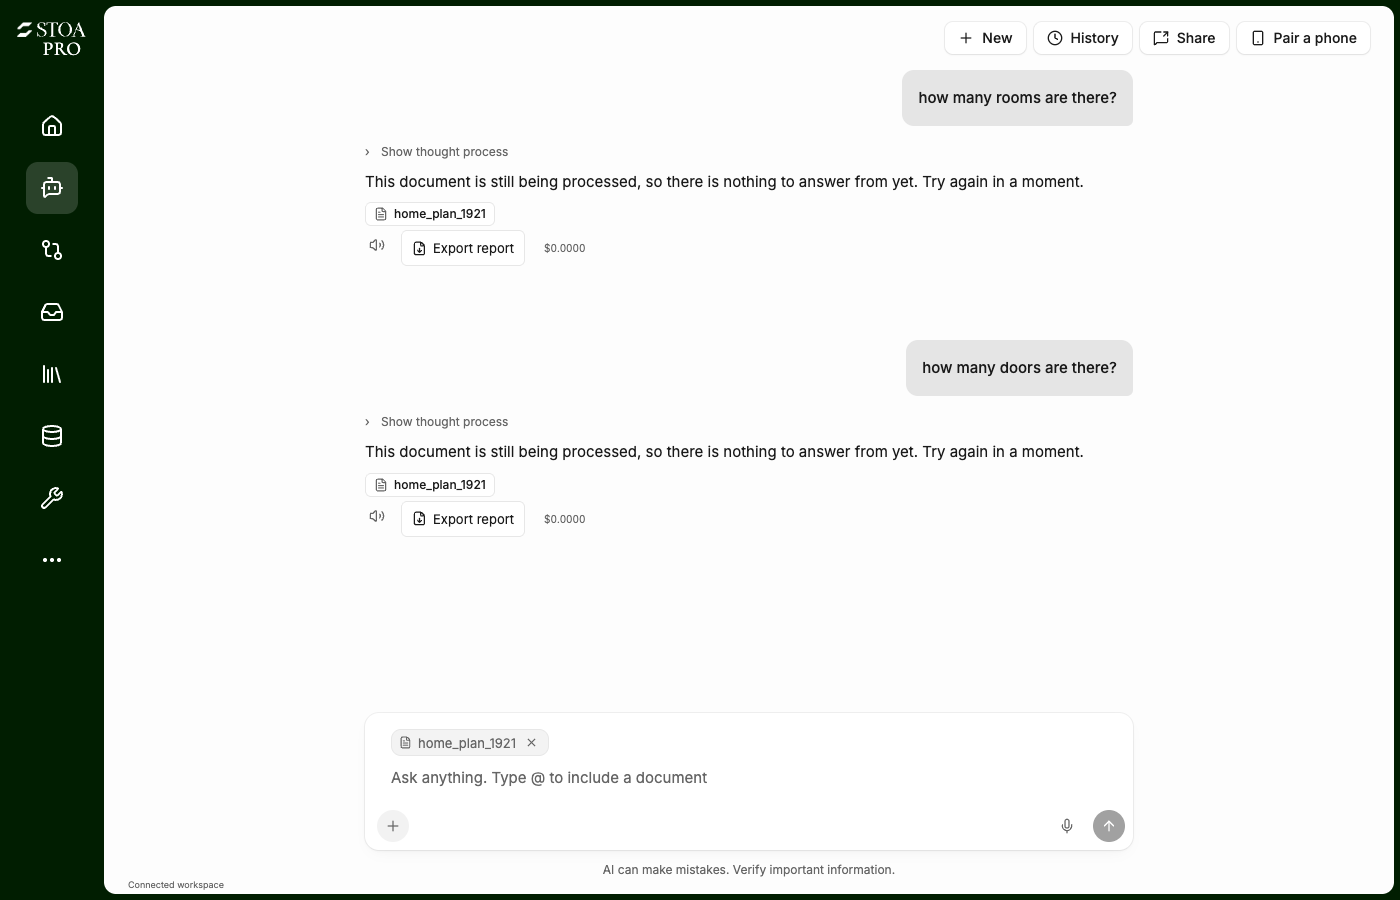 STOA
PRO
New
History
Share
Pair a phone
how many rooms are there?
Show thought process
This document is still being processed, so there is nothing to answer from yet. Try again in a moment.
home_plan_1921
Export report
$0.0000
how many doors are there?
Show thought process
This document is still being processed, so there is nothing to answer from yet. Try again in a moment.
home_plan_1921
Export report
$0.0000
home_plan_1921
Ask anything. Type @ to include a document
AI can make mistakes. Verify important information.
Connected workspace